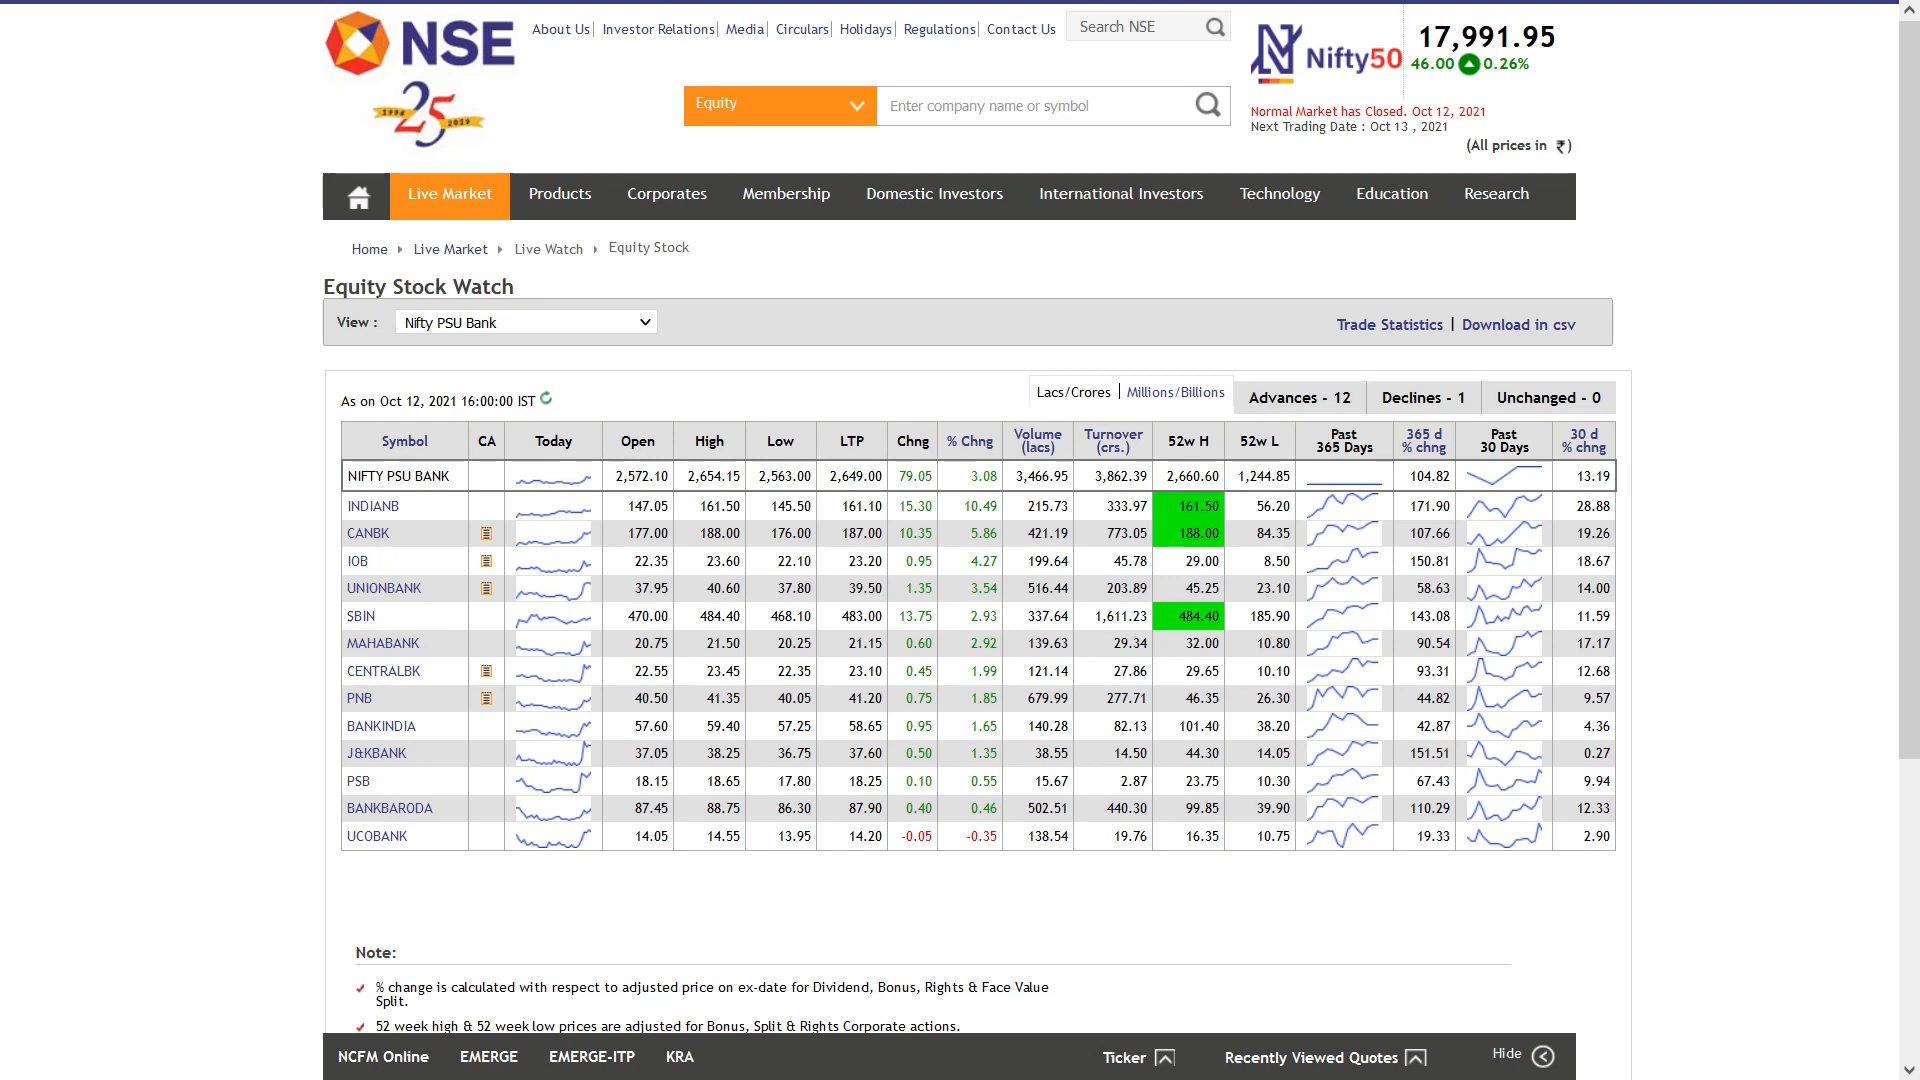 NSE
1994 25 2019
About Us | Investor Relations | Media | Circulars | Holidays | Regulations | Contact Us
Search NSE
Equity
Enter company name or symbol
Nifty50
17,991.95
46.00 0.26%
Normal Market has Closed. Oct 12, 2021
Next Trading Date : Oct 13 , 2021
(All prices in ₹)
Live Market Products Corporates Membership Domestic Investors International Investors Technology Education Research
Home Live Market Live Watch Equity Stock
Equity Stock Watch
View : Nifty PSU Bank
Trade Statistics | Download in csv
As on Oct 12, 2021 16:00:00 IST
Lacs/Crores | Millions/Billions
Advances - 12 Declines - 1 Unchanged - 0
Symbol CA Today Open High Low LTP Chng % Chng Volume (lacs) Turnover (crs.) 52w H 52w L Past 365 Days 365 d % chng Past 30 Days 30 d % chng
NIFTY PSU BANK 2,572.10 2,654.15 2,563.00 2,649.00 79.05 3.08 3,466.95 3,862.39 2,660.60 1,244.85 104.82 13.19
INDIANB 147.05 161.50 145.50 161.10 15.30 10.49 215.73 333.97 161.50 56.20 171.90 28.88
CANBK 177.00 188.00 176.00 187.00 10.35 5.86 421.19 773.05 188.00 84.35 107.66 19.26
IOB 22.35 23.60 22.10 23.20 0.95 4.27 199.64 45.78 29.00 8.50 150.81 18.67
UNIONBANK 37.95 40.60 37.80 39.50 1.35 3.54 516.44 203.89 45.25 23.10 58.63 14.00
SBIN 470.00 484.40 468.10 483.00 13.75 2.93 337.64 1,611.23 484.40 185.90 143.08 11.59
MAHABANK 20.75 21.50 20.25 21.15 0.60 2.92 139.63 29.34 32.00 10.80 90.54 17.17
CENTRALBK 22.55 23.45 22.35 23.10 0.45 1.99 121.14 27.86 29.65 10.10 93.31 12.68
PNB 40.50 41.35 40.05 41.20 0.75 1.85 679.99 277.71 46.35 26.30 44.82 9.57
BANKINDIA 57.60 59.40 57.25 58.65 0.95 1.65 140.28 82.13 101.40 38.20 42.87 4.36
J&KBANK 37.05 38.25 36.75 37.60 0.50 1.35 38.55 14.50 44.30 14.05 151.51 0.27
PSB 18.15 18.65 17.80 18.25 0.10 0.55 15.67 2.87 23.75 10.30 67.43 9.94
BANKBARODA 87.45 88.75 86.30 87.90 0.40 0.46 502.51 440.30 99.85 39.90 110.29 12.33
UCOBANK 14.05 14.55 13.95 14.20 -0.05 -0.35 138.54 19.76 16.35 10.75 19.33 2.90
Note:
% change is calculated with respect to adjusted price on ex-date for Dividend, Bonus, Rights & Face Value
Split.
52 week high & 52 week low prices are adjusted for Bonus, Split & Rights Corporate actions.
NCFM Online EMERGE EMERGE-ITP KRA Ticker Recently Viewed Quotes Hide